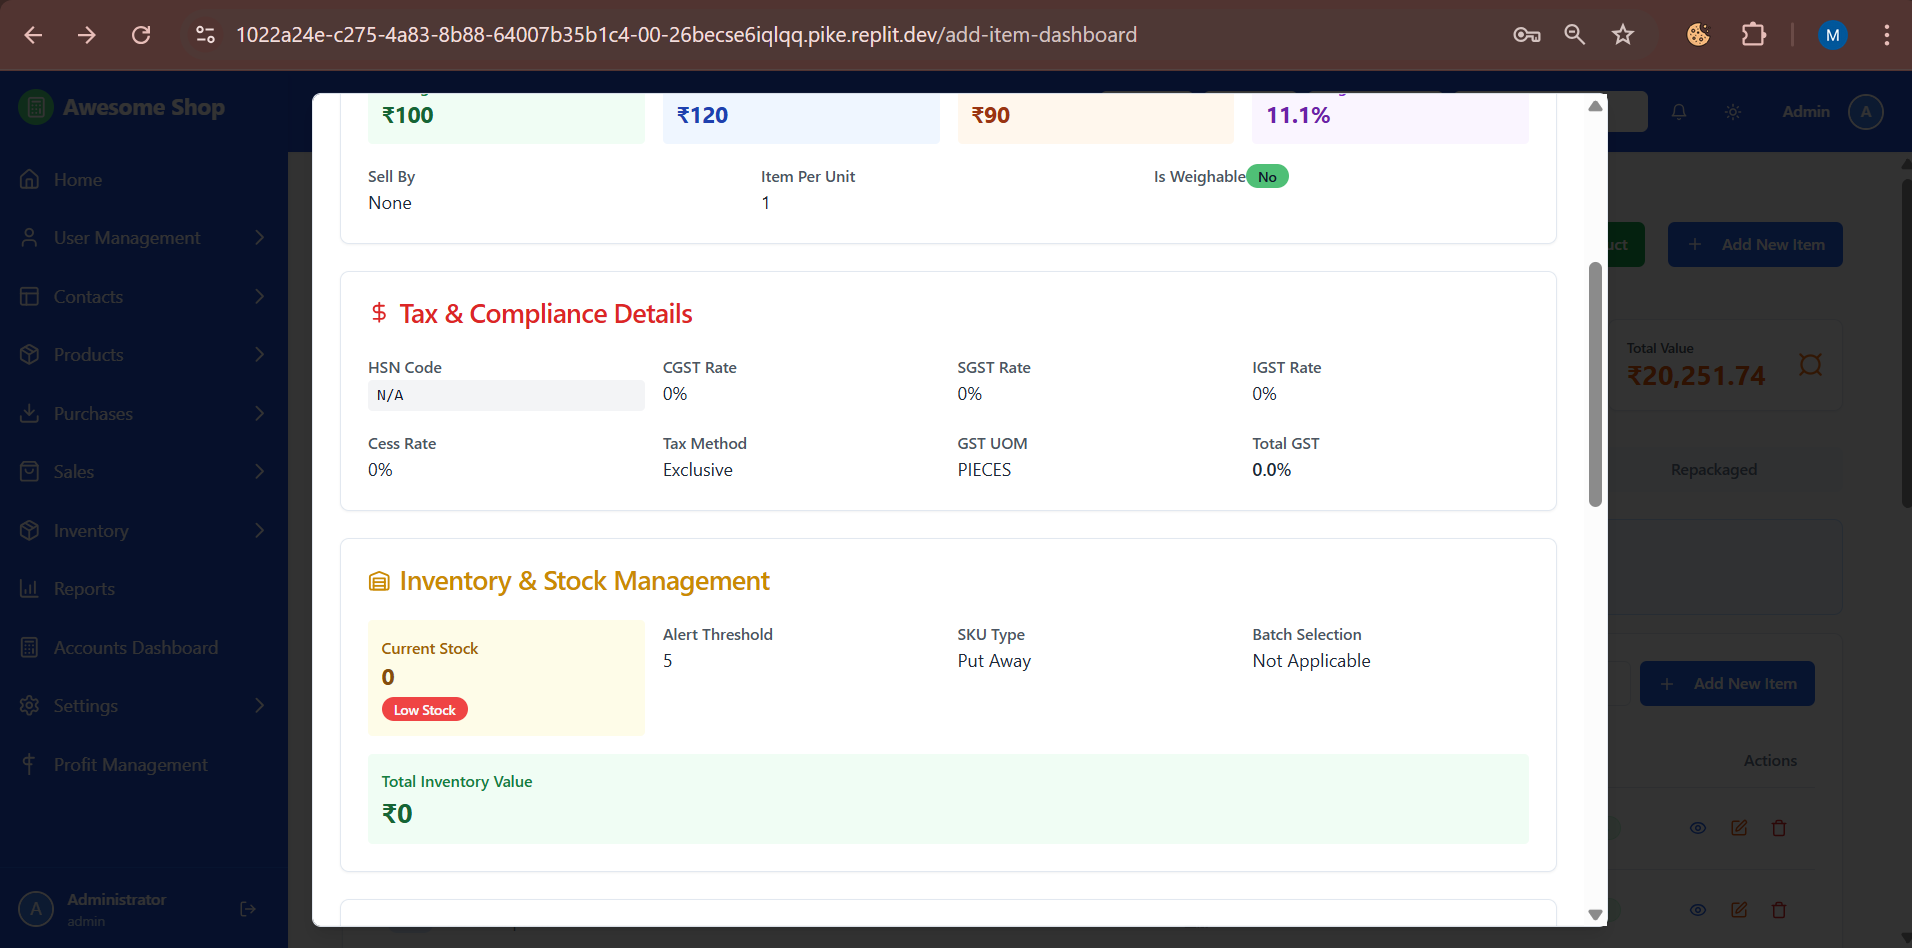 1022a24e-c275-4a83-8b88-64007b35b1c4-00-26becse6iqlqq.pike.replit.dev/add-item-dashboard
M
Awesome Shop
Admin
A
Home
User Management
Contacts
Products
Purchases
Sales
Inventory
Reports
Accounts Dashboard
Settings
Profit Management
A
Administrator
admin
₹100
₹120
₹90
11.1%
Sell By
Item Per Unit
Is Weighable
No
None
1
Tax & Compliance Details
HSN Code
CGST Rate
SGST Rate
IGST Rate
N/A
0%
0%
0%
Cess Rate
Tax Method
GST UOM
Total GST
0%
Exclusive
PIECES
0.0%
Inventory & Stock Management
Current Stock
Alert Threshold
SKU Type
Batch Selection
0
5
Put Away
Not Applicable
Low Stock
Total Inventory Value
₹0
Add New Item
Total Value
₹20,251.74
Repackaged
Add New Item
Actions